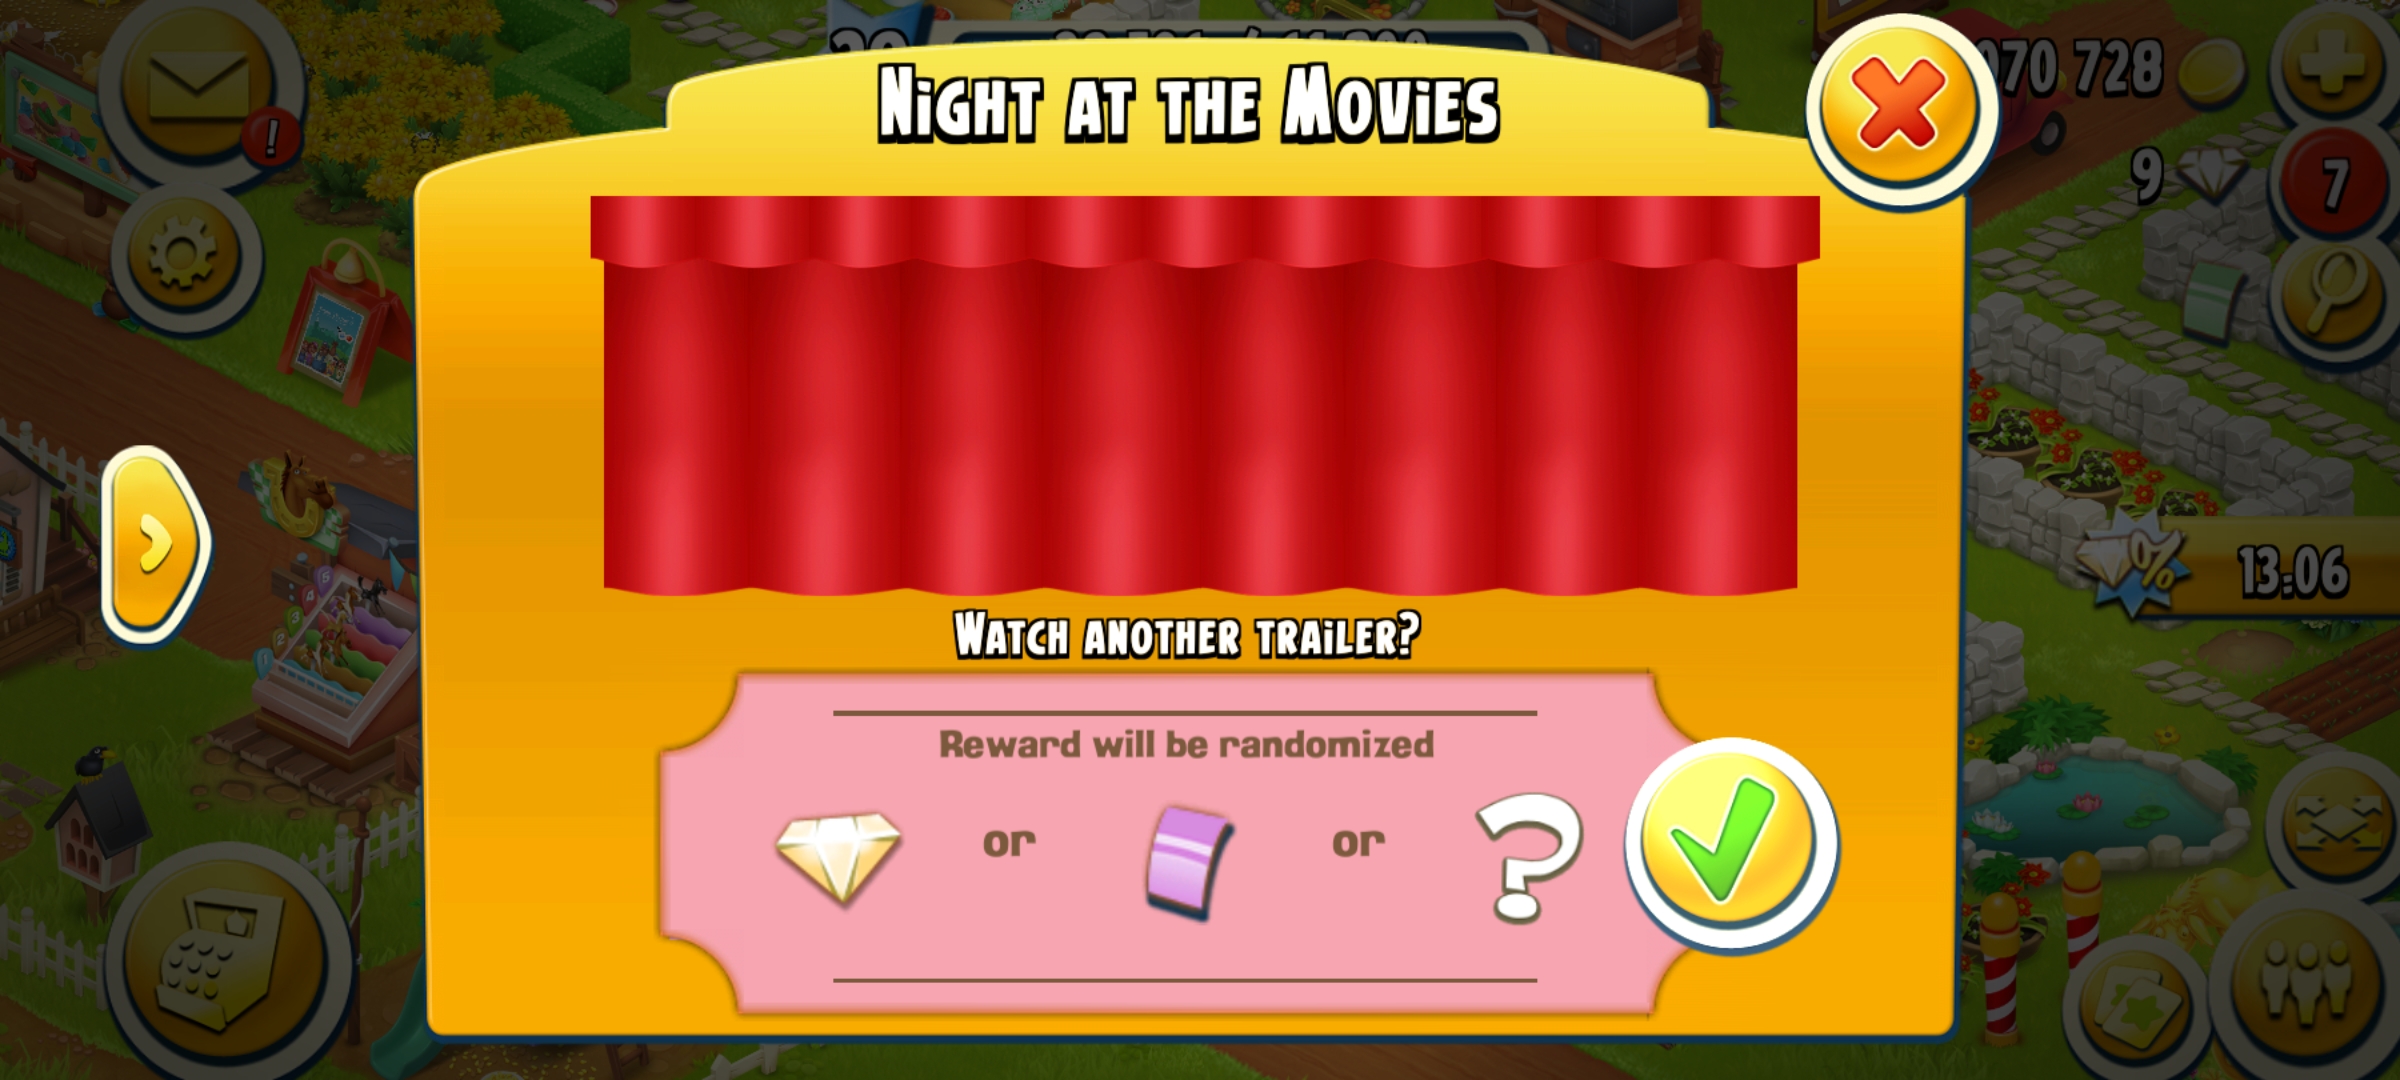 Night at the Movies
070 728
!
9
7
13:06
Watch another trailer?
Reward will be randomized
or
or
?